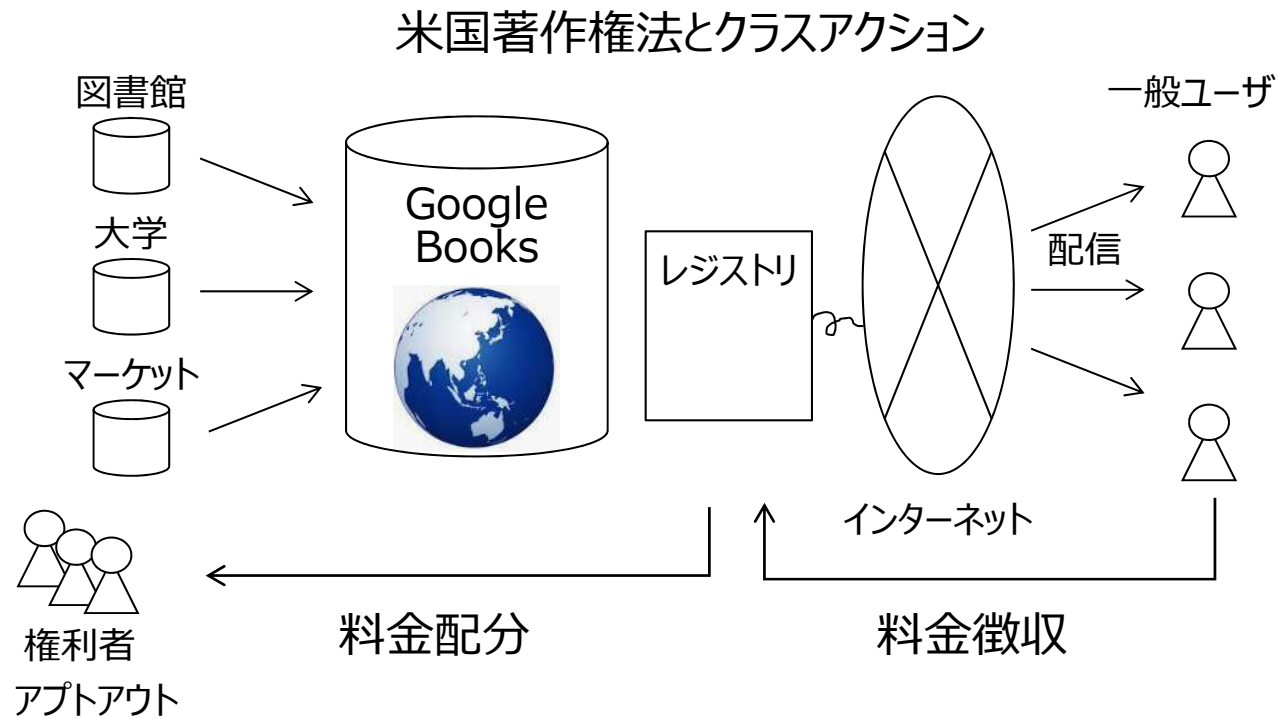 米国著作権法とクラスアクション
図書館
大学
マーケット
Google
Books
レジストリ
配信
一般ユーザ
インターネット
料金配分
料金徴収
権利者
アプトアウト